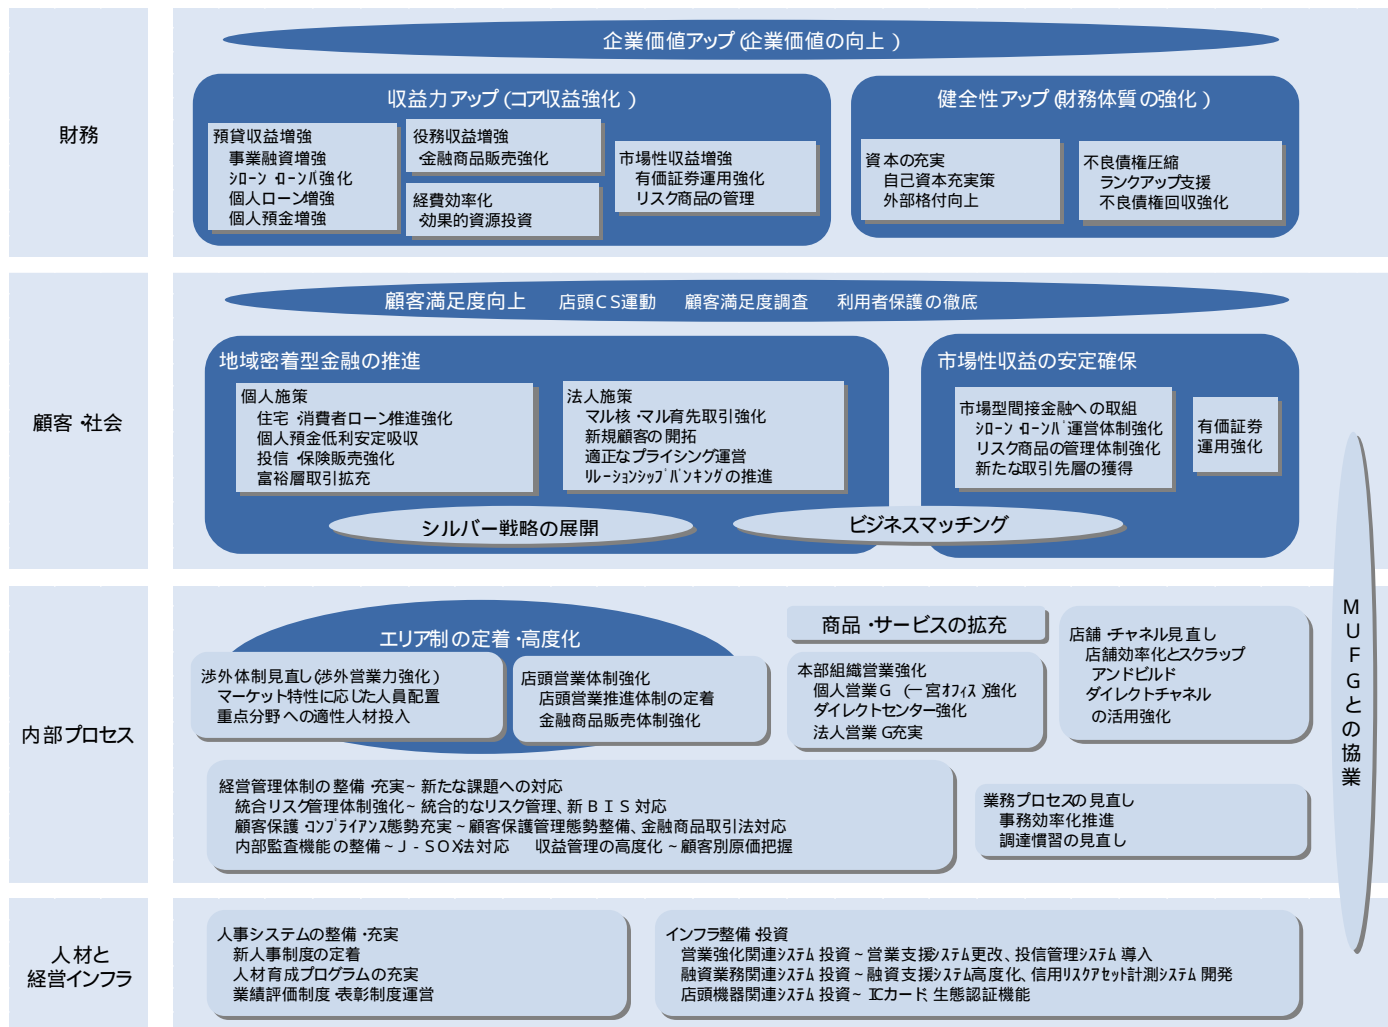 財務
企業価値アップ(企業価値の向上)
収益力アップ(コア収益強化)
預貸収益増強
事業融資増強
シローン・ローンパ強化
個人ローン増強
個人預金増強
役務収益増強
・金融商品販売強化
経費効率化
・効果的資源投資
市場性収益増強
有価証券運用強化
リスク商品の管理
健全性アップ(財務体質の強化)
資本の充実
自己資本充実策
外部格付向上
不良債権圧縮
ランクアップ支援
不良債権回収強化
顧客・社会
顧客満足度向上 店頭CS運動 顧客満足度調査 利用者保護の徹底
地域密着型金融の推進
個人施策
住宅・消費者ローン推進強化
個人預金低利安定吸収
投信・保険販売強化
富裕層取引拡充
法人施策
マル核・マル育先取引強化
新規顧客の開拓
適正なプライシング運営
リレーションシップバンキングの推進
市場性収益の安定確保
市場型間接金融への取組
シローン・ローンパ運営体制強化
リスク商品の管理体制強化
新たな取引先層の獲得
有価証券
運用強化
シルバー戦略の展開
ビジネスマッチング
内部プロセス
エリア制の定着・高度化
渉外体制見直し(渉外営業力強化)
マーケット特性に応じた人員配置
重点分野への適性人材投入
店頭営業体制強化
店頭営業推進体制の定着
金融商品販売体制強化
商品・サービスの拡充
本部組織営業強化
個人営業G(一宮オフィス)強化
ダイレクトセンター強化
法人営業G充実
店舗・チャネル見直し
店舗効率化とスクラップ
アンドビルド
ダイレクトチャネル
の活用強化
経営管理体制の整備・充実~新たな課題への対応
統合リスク管理体制強化~統合的なリスク管理、新BIS対応
顧客保護・コンプライアンス態勢充実~顧客保護管理態勢整備、金融商品取引法対応
内部監査機能の整備~J-SOX法対応 収益管理の高度化~顧客別原価把握
業務プロセスの見直し
事務効率化推進
調達慣習の見直し
MUFGとの協業
人材と
経営インフラ
人事システムの整備・充実
新人事制度の定着
人材育成プログラムの充実
業績評価制度・表彰制度運営
インフラ整備・投資
営業強化関連システム投資~営業支援システム更改、投信管理システム導入
融資業務関連システム投資~融資支援システム高度化、信用リスクアセット計測システム開発
店頭機器関連システム投資~ICカード、生態認証機能